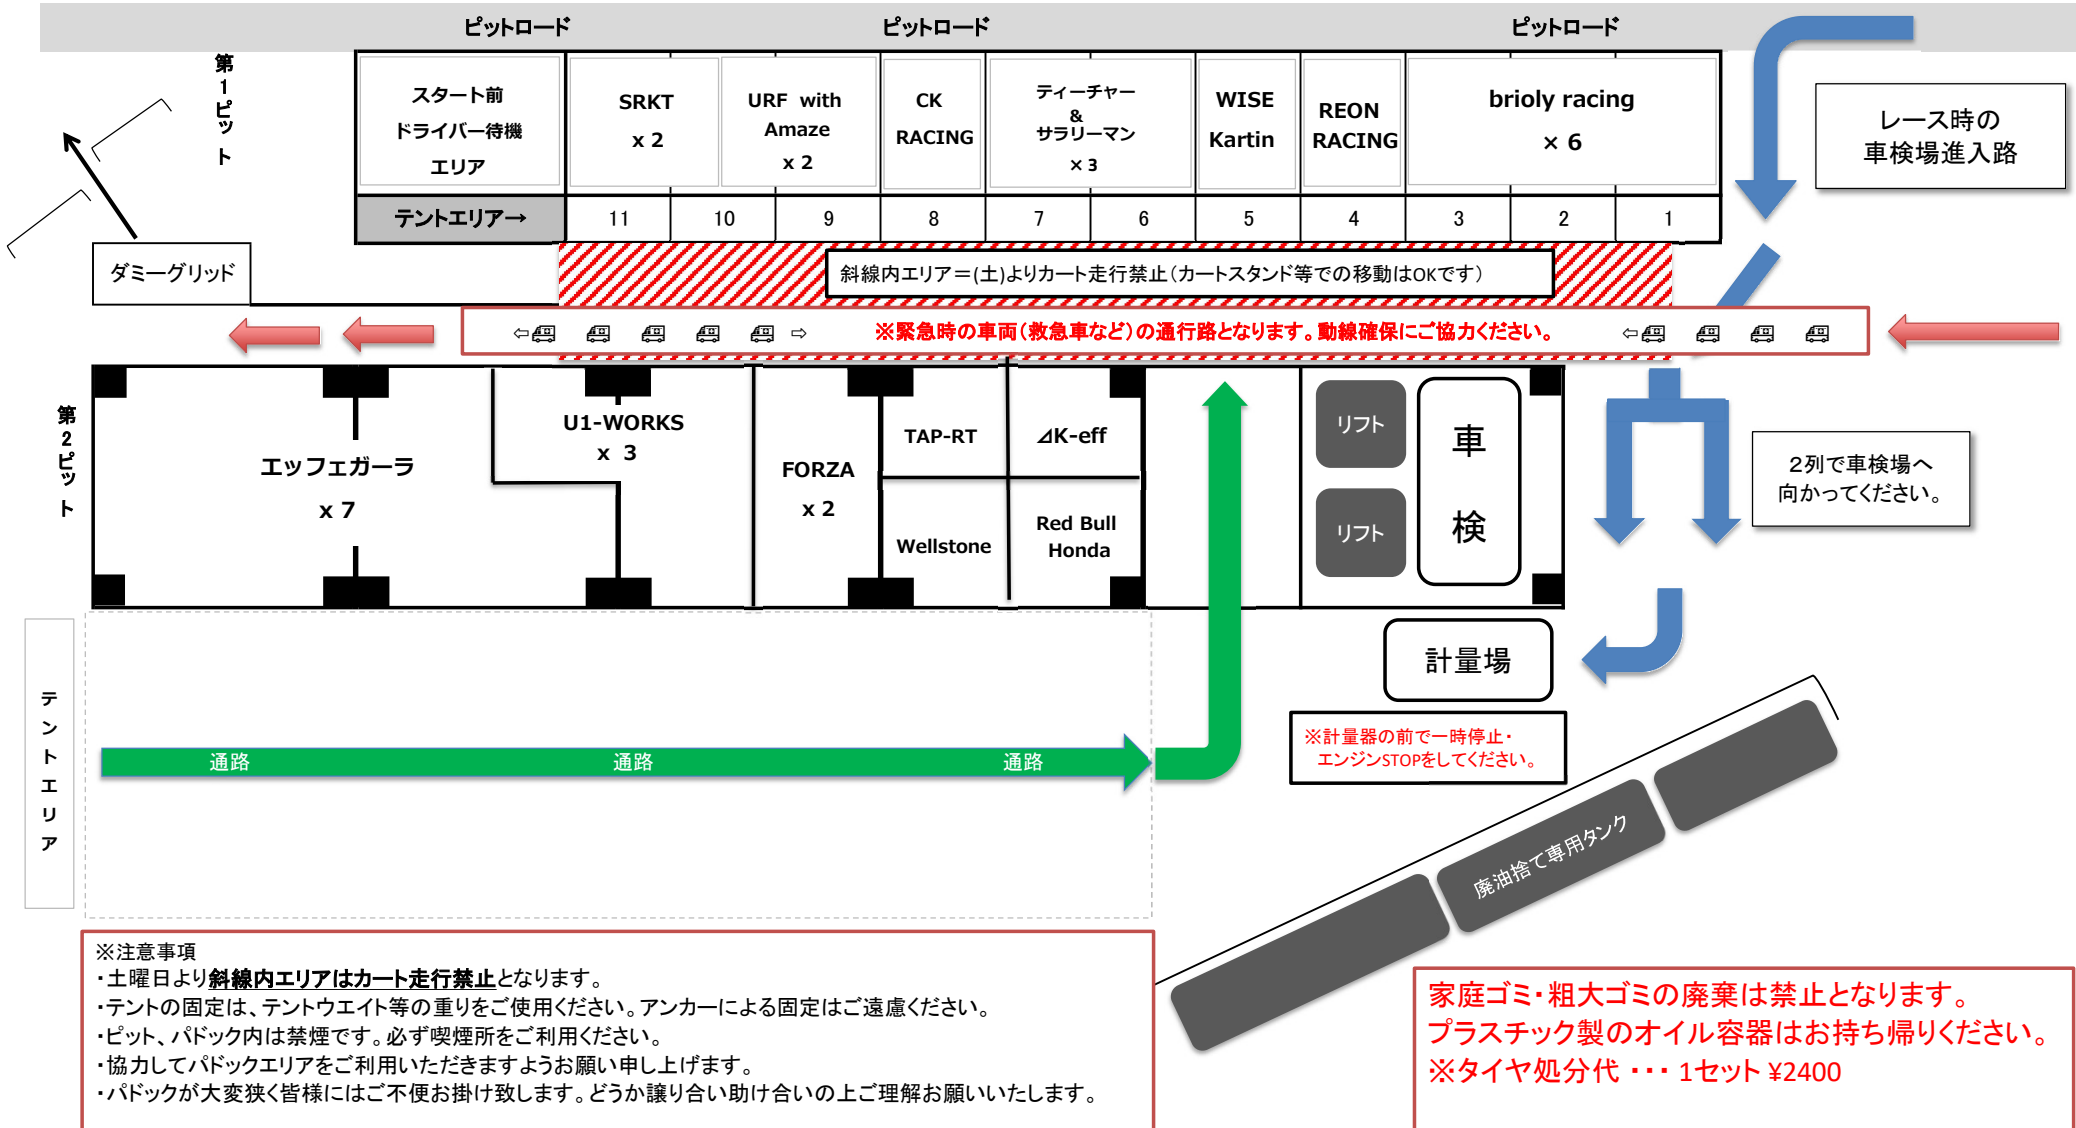 ピットロード
ピットロード
ピットロード
第1ピット
スタート前
ドライバー待機
エリア
SRKT
x 2
URF with
Amaze
x 2
CK
RACING
ティーチャー
&
サラリーマン
× 3
WISE
Kartin
REON
RACING
brioly racing
× 6
レース時の
車検場進入路
テントエリア→
11
10
9
8
7
6
5
4
3
2
1
ダミーグリッド
斜線内エリア＝(土)よりカート走行禁止（カートスタンド等での移動はOKです）
※緊急時の車両（救急車など）の通行路となります。動線確保にご協力ください。
第2ピット
エッフェガーラ
x 7
U1-WORKS
x 3
FORZA
x 2
TAP-RT
⊿K-eff
Wellstone
Red Bull
Honda
リフト
リフト
車
検
２列で車検場へ
向かってください。
計量場
※計量器の前で一時停止・
エンジンSTOPをしてください。
テントエリア
通路
通路
通路
廃油捨て専用タンク
※注意事項
・土曜日より斜線内エリアはカート走行禁止となります。
・テントの固定は、テントウエイト等の重りをご使用ください。アンカーによる固定はご遠慮ください。
・ピット、パドック内は禁煙です。必ず喫煙所をご利用ください。
・協力してパドックエリアをご利用いただきますようお願い申し上げます。
・パドックが大変狭く皆様にはご不便お掛け致します。どうか譲り合い助け合いの上ご理解お願いいたします。
家庭ゴミ・粗大ゴミの廃棄は禁止となります。
プラスチック製のオイル容器はお持ち帰りください。
※タイヤ処分代 ･･･ 1セット ¥2400